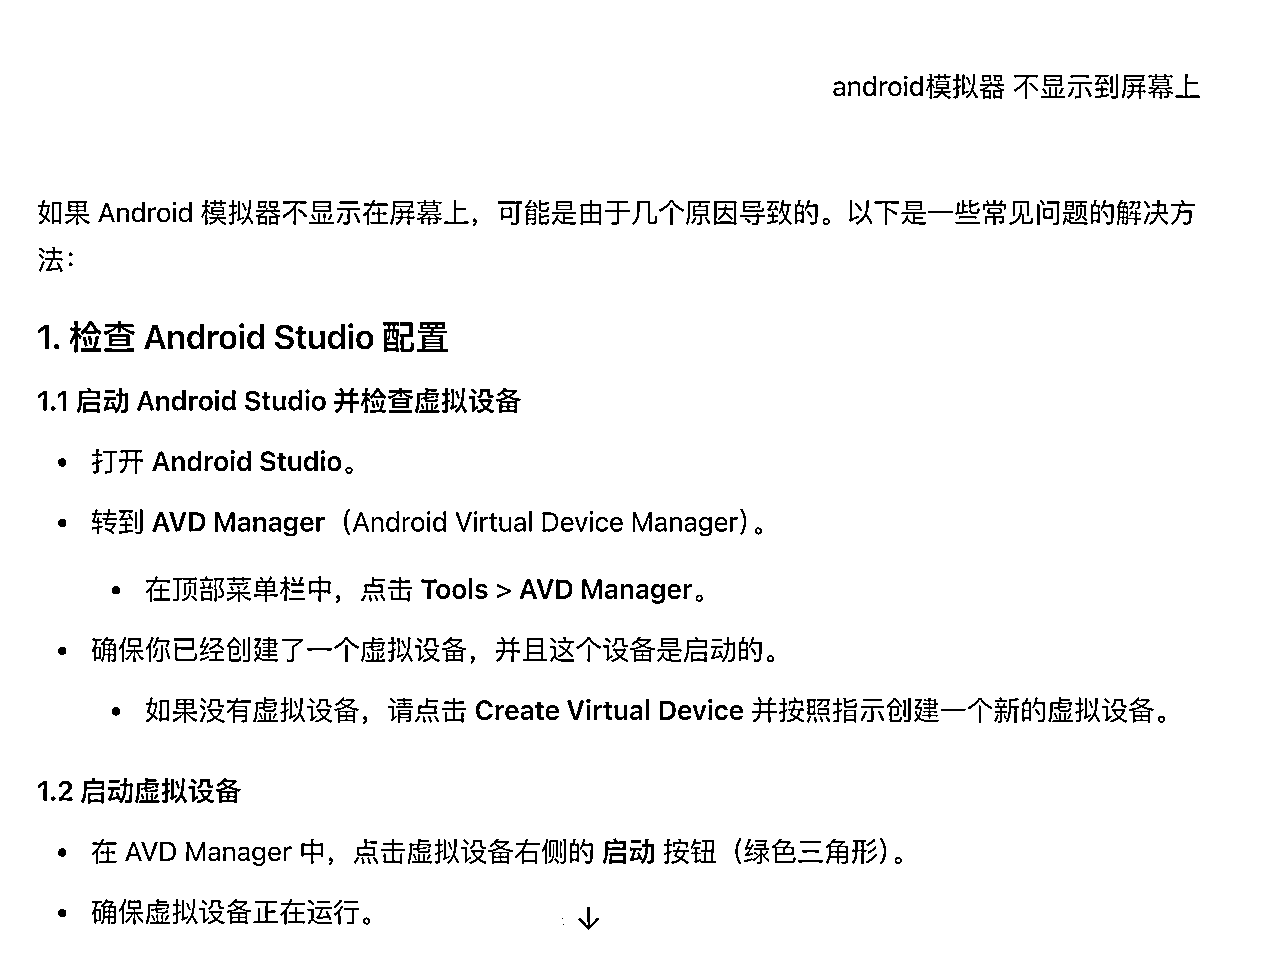 android模拟器 不显示到屏幕上
如果 Android 模拟器不显示在屏幕上，可能是由于几个原因导致的。以下是一些常见问题的解决方
法：
1. 检查 Android Studio 配置
1.1 启动 Android Studio 并检查虚拟设备
• 打开 Android Studio。
• 转到 AVD Manager（Android Virtual Device Manager）。
• 在顶部菜单栏中，点击 Tools > AVD Manager。
• 确保你已经创建了一个虚拟设备，并且这个设备是启动的。
• 如果没有虚拟设备，请点击 Create Virtual Device 并按照指示创建一个新的虚拟设备。
1.2 启动虚拟设备
• 在 AVD Manager 中，点击虚拟设备右侧的 启动 按钮（绿色三角形）。
• 确保虚拟设备正在运行。